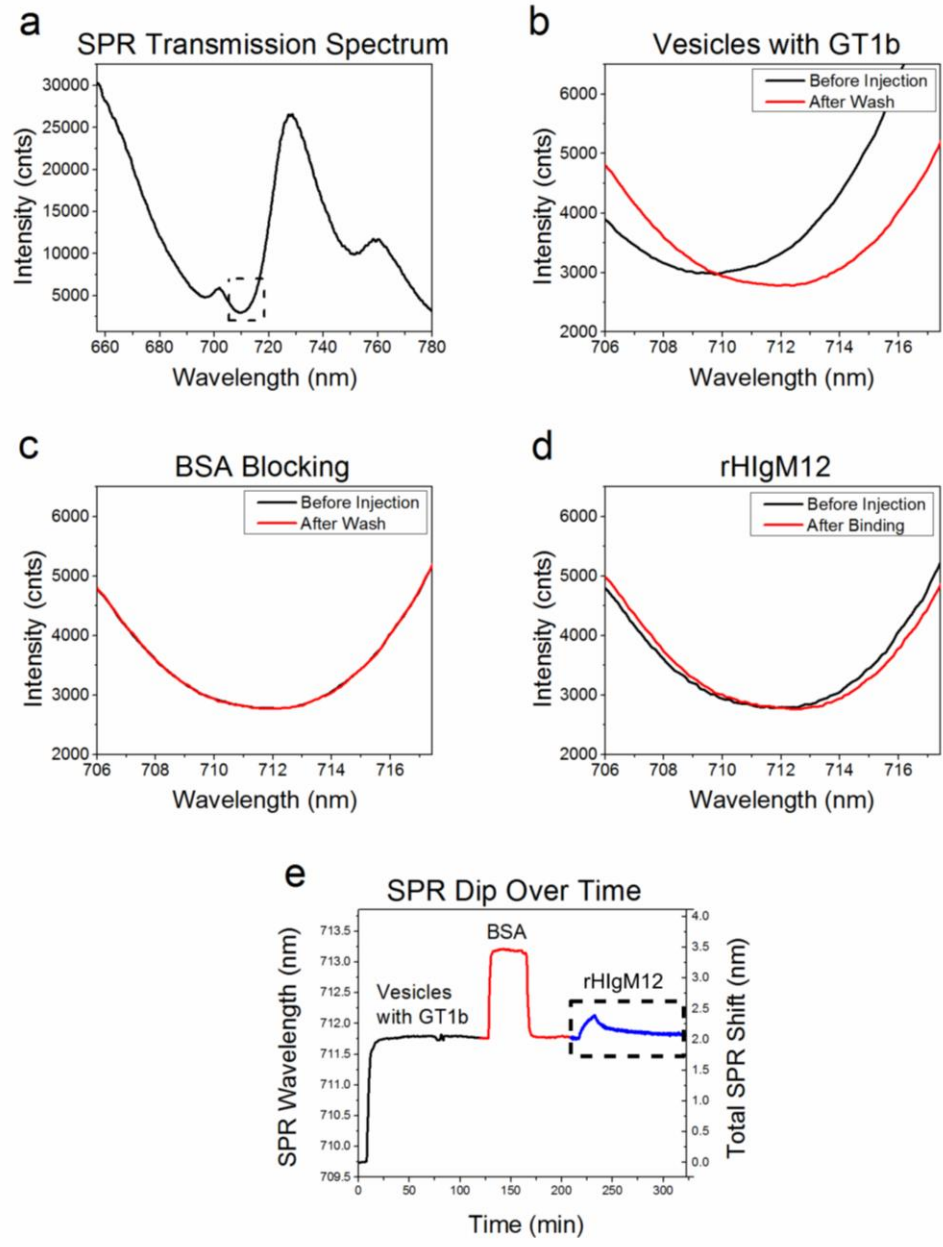 a
SPR Transmission Spectrum
30000
25000
20000
15000
10000
5000
Intensity (cnts)
660 680 700 720 740 760 780
Wavelength (nm)
b
Vesicles with GT1b
Before Injection
After Wash
6000
5000
4000
3000
2000
Intensity (cnts)
706 708 710 712 714 716
Wavelength (nm)
c
BSA Blocking
Before Injection
After Wash
6000
5000
4000
3000
2000
Intensity (cnts)
706 708 710 712 714 716
Wavelength (nm)
d
rHIgM12
Before Injection
After Binding
6000
5000
4000
3000
2000
Intensity (cnts)
706 708 710 712 714 716
Wavelength (nm)
e
SPR Dip Over Time
713.5
713.0
712.5
712.0
711.5
711.0
710.5
710.0
709.5
SPR Wavelength (nm)
BSA
Vesicles
with GT1b
rHIgM12
4.0
3.5
3.0
2.5
2.0
1.5
1.0
0.5
0.0
Total SPR Shift (nm)
0 50 100 150 200 250 300
Time (min)